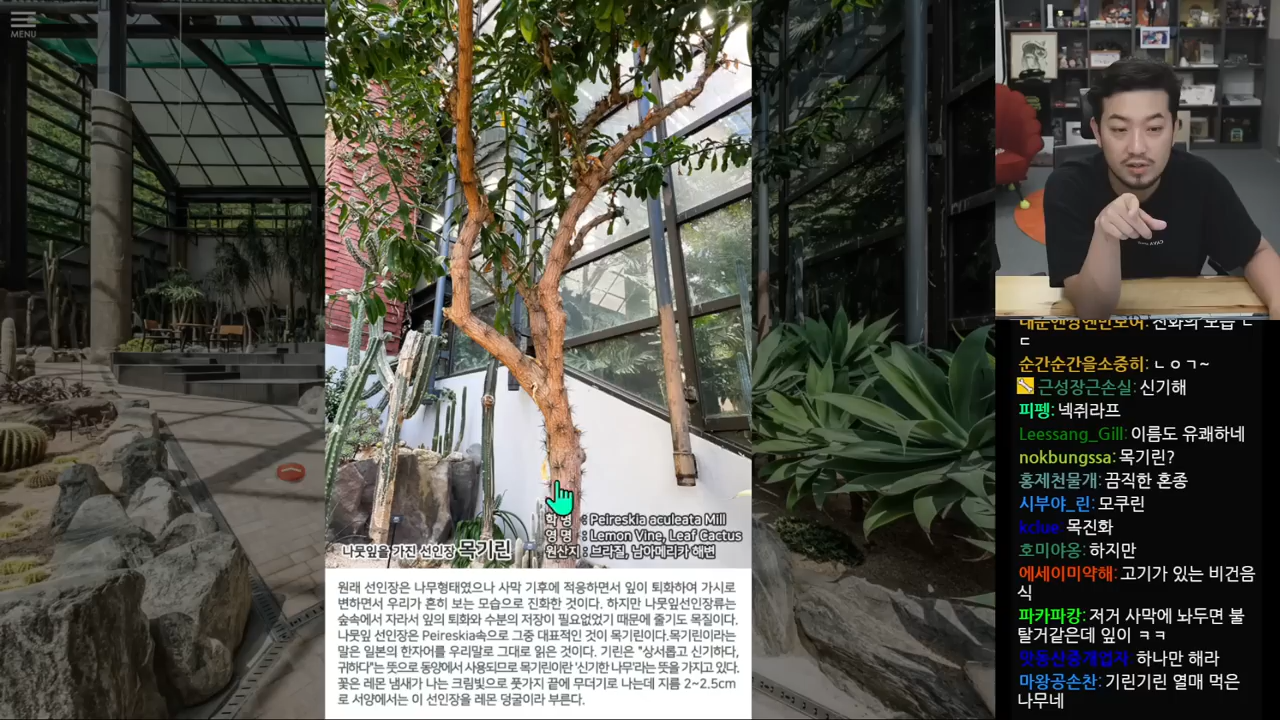 MENU
나뭇잎을 가진 선인장 목기린
학 명 : Peireskia aculeata Mill
영 명 : Lemon Vine, Leaf Cactus
원산지 : 브라질, 남아메리카 해변
원래 선인장은 나무형태였으나 사막 기후에 적응하면서 잎이 퇴화하여 가시로
변하면서 우리가 흔히 보는 모습으로 진화한 것이다. 하지만 나뭇잎선인장류는
숲속에서 자라서 잎의 퇴화와 수분의 저장이 필요없었기 때문에 줄기도 목질이다.
나뭇잎 선인장은 Peireskia속으로 그중 대표적인 것이 목기린이다.목기린이라는
말은 일본의 한자어를 우리말로 그대로 읽은 것이다. 기린은 "상서롭고 신기하다,
귀하다"는 뜻으로 동양에서 사용되므로 목기린이란 '신기한 나무'라는 뜻을 가지고 있다.
꽃은 레몬 냄새가 나는 크림빛으로 풋가지 끝에 무더기로 나는데 지름 2~2.5cm
로 서양에서는 이 선인장을 레몬 덩굴이라 부른다.
진화의 모습 ㄷ
ㄷ
순간순간을소중히: ㄴㅇㄱ~
근성장근손실: 신기해
피펭: 넥쥐라프
Leessang_Gill: 이름도 유쾌하네
nokbungssa: 목기린?
홍제천물개: 끔직한 혼종
시부야_린: 모쿠린
kclue: 목진화
호미야옹: 하지만
에세이미약해: 고기가 있는 비건음
식
파카파캉: 저거 사막에 놔두면 불
탈거같은데 잎이 ㅋㅋ
맛동산중개업자: 하나만 해라
마왕공손찬: 기린기린 열매 먹은
나무네